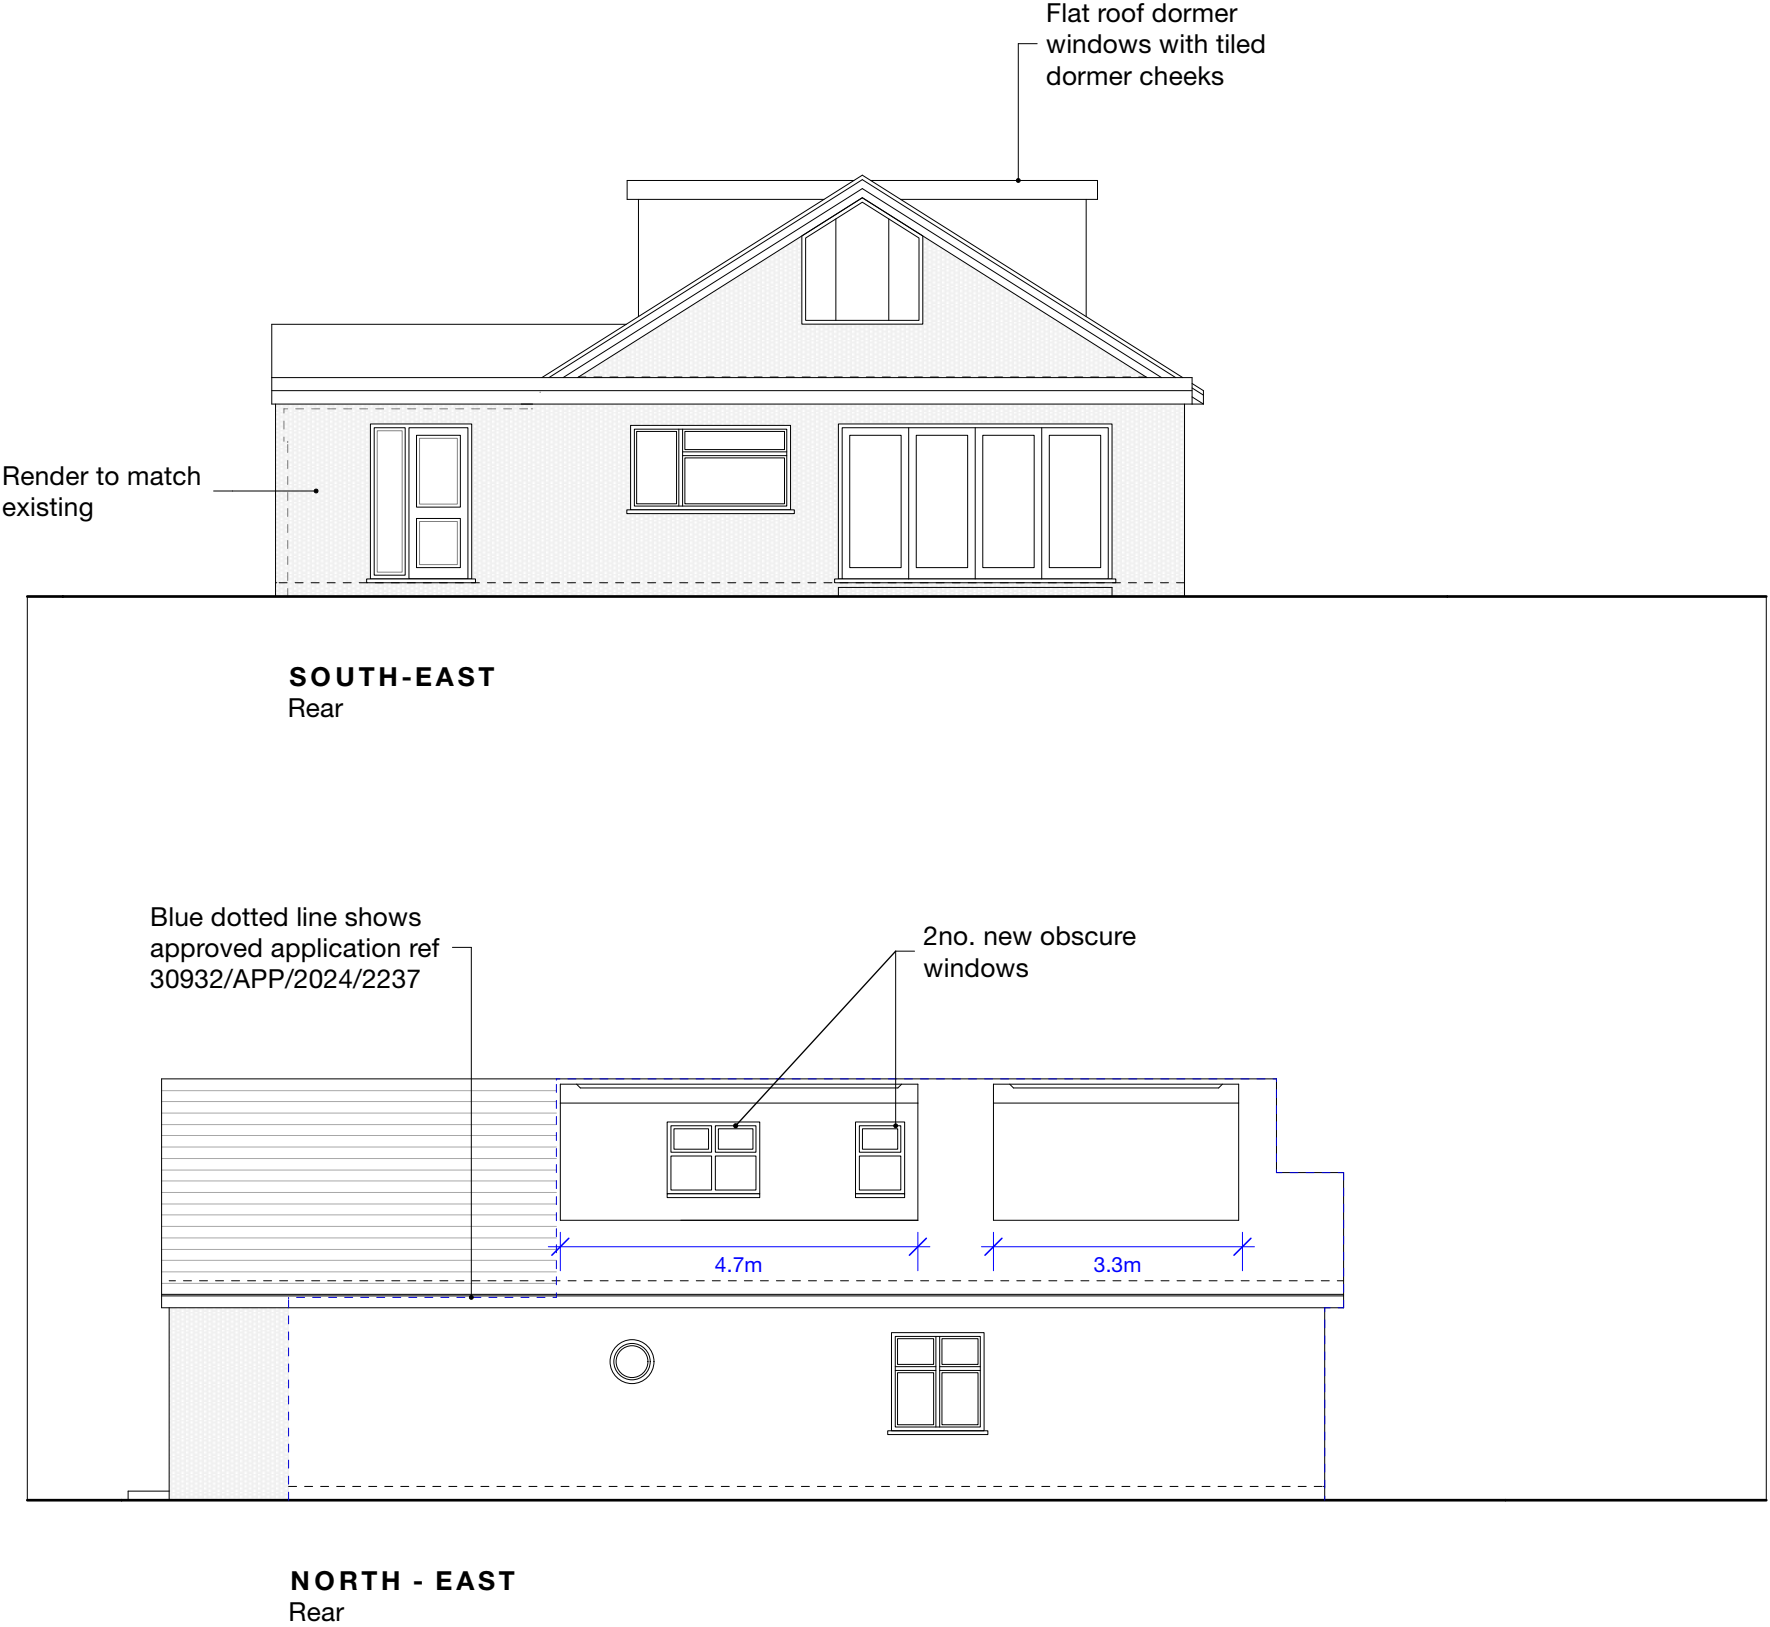 Flat roof dormer
windows with tiled
dormer cheeks
Render to match
existing
SOUTH-EAST
Rear
Blue dotted line shows
approved application ref
30932/APP/2024/2237
2no. new obscure
windows
4.7m
3.3m
NORTH - EAST
Rear